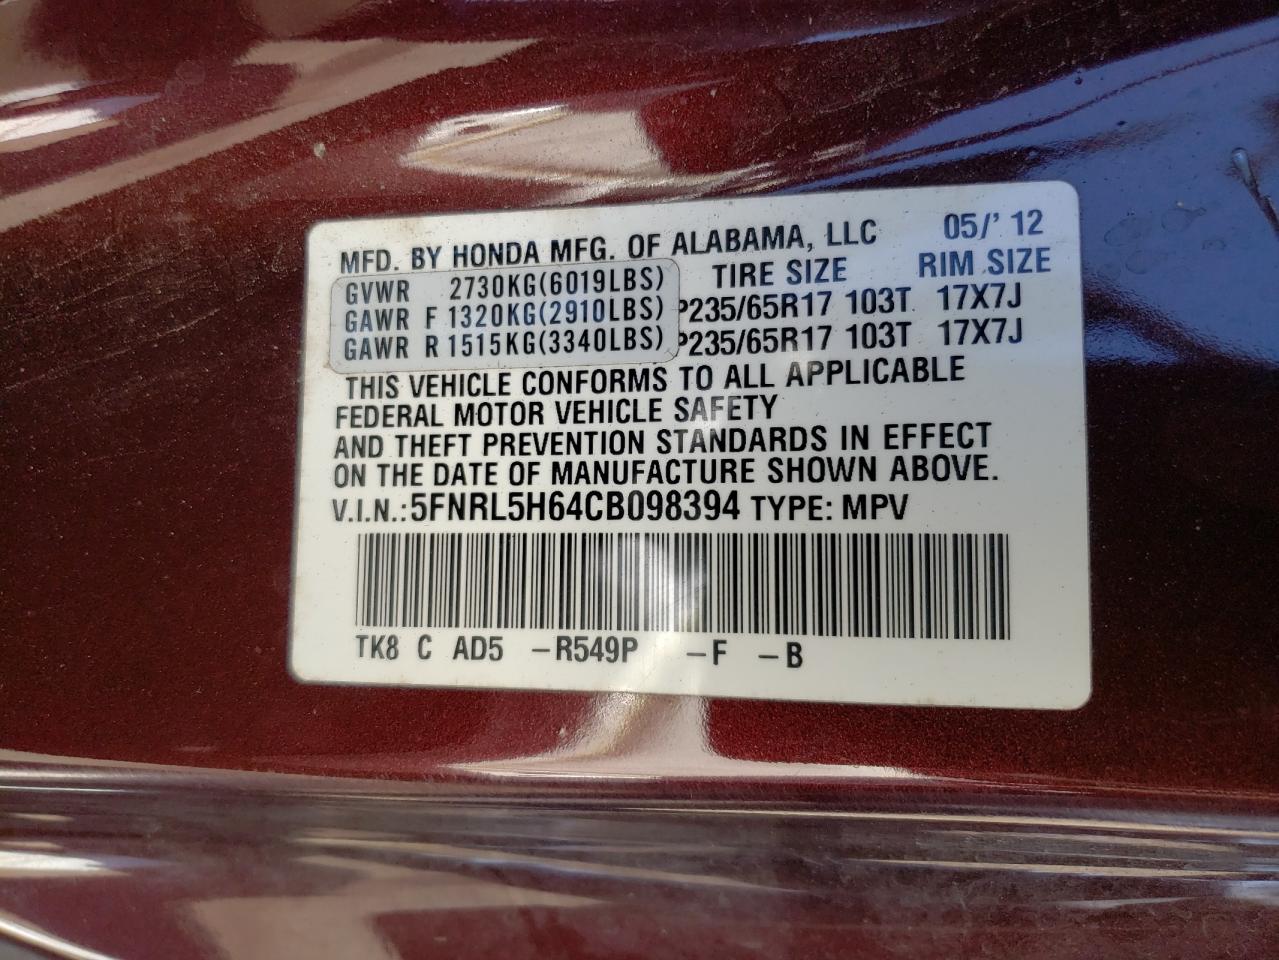 MFD. BY HONDA MFG. OF ALABAMA, LLC 05/' 12
GVWR 2730KG(6019LBS) TIRE SIZE RIM SIZE
GAWR F 1320KG(2910LBS) P235/65R17 103T 17X7J
GAWR R 1515KG(3340LBS) P235/65R17 103T 17X7J
THIS VEHICLE CONFORMS TO ALL APPLICABLE
FEDERAL MOTOR VEHICLE SAFETY
AND THEFT PREVENTION STANDARDS IN EFFECT
ON THE DATE OF MANUFACTURE SHOWN ABOVE.
V.I.N.: 5FNRL5H64CB098394 TYPE: MPV
TK8 C AD5 -R549P -F -B